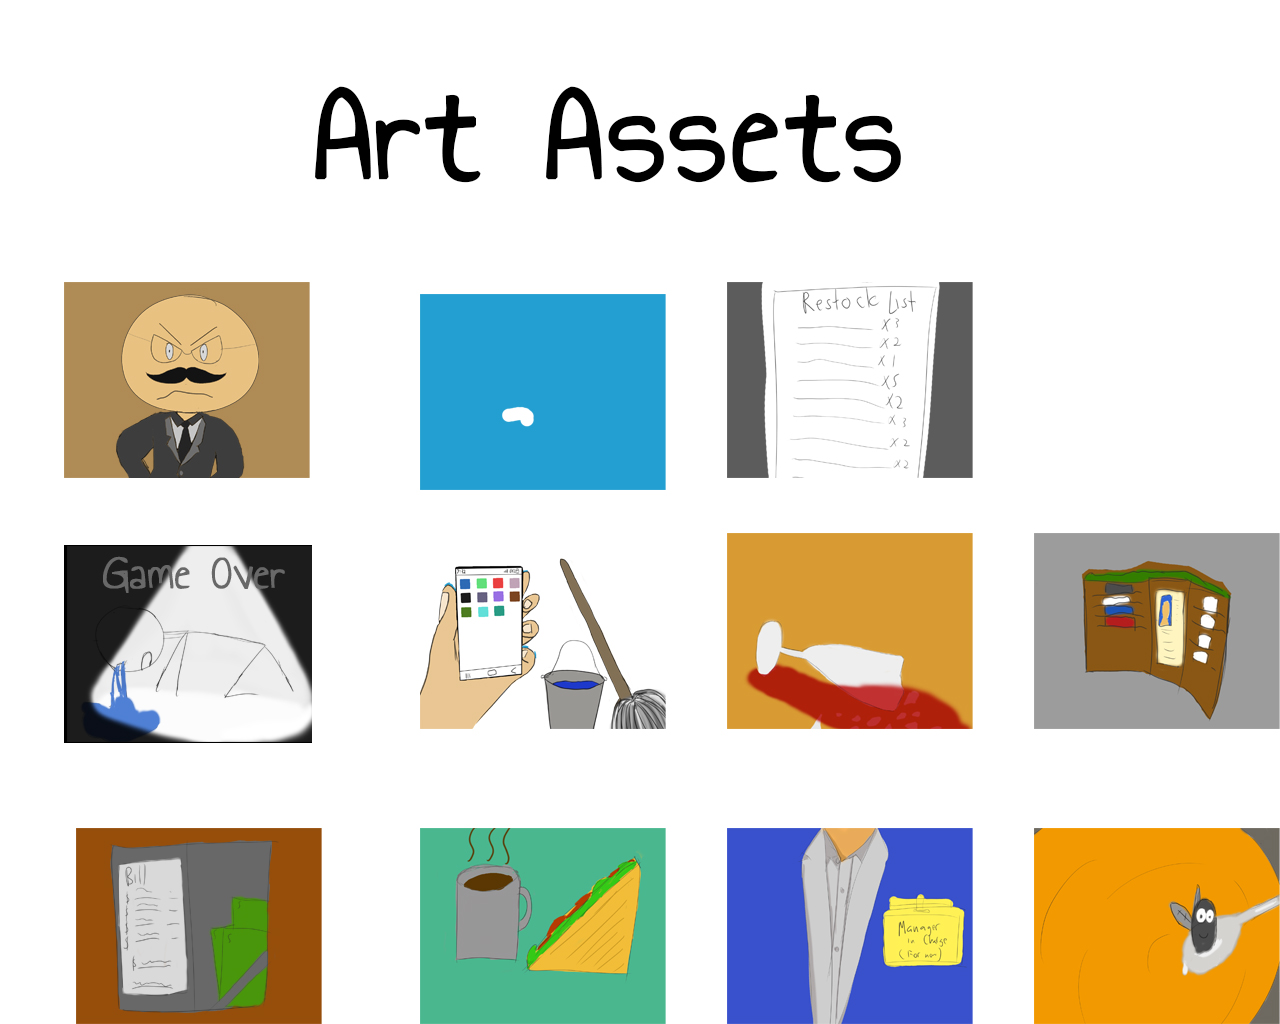 Art Assets
Restock List
x3
x2
x1
x5
x2
x3
x2
x2
Game Over
Bill
Manager
in Charge
(For now)